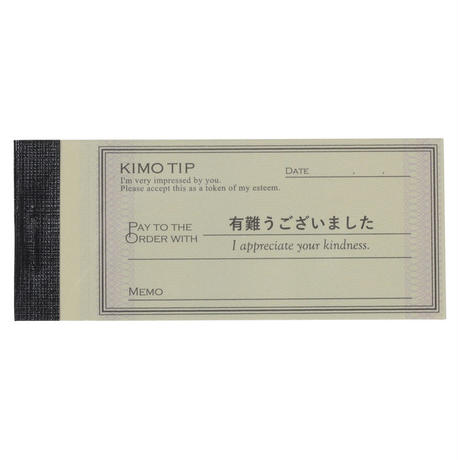 KIMO TIP
DATE . .
I'm very impressed by you.
Please accept this as a token of my esteem.
PAY TO THE
ORDER WITH
有難うございました
I appreciate your kindness.
MEMO